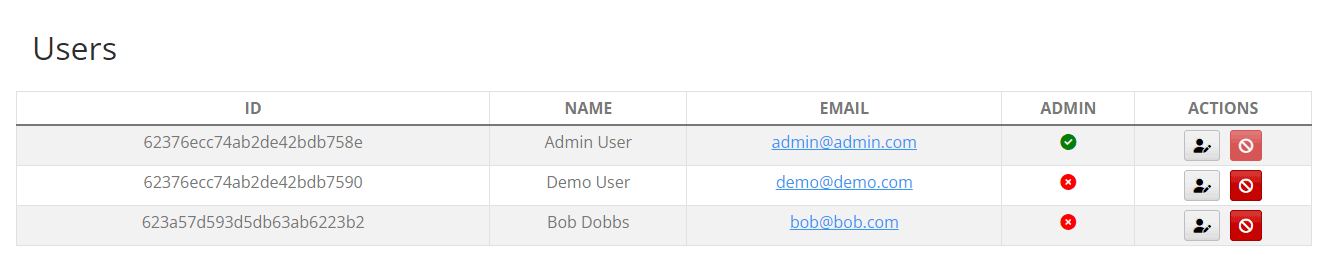 Users
ID NAME EMAIL ADMIN ACTIONS
62376ecc74ab2de42bdb758e Admin User admin@admin.com
62376ecc74ab2de42bdb7590 Demo User demo@demo.com
623a57d593d5db63ab6223b2 Bob Dobbs bob@bob.com